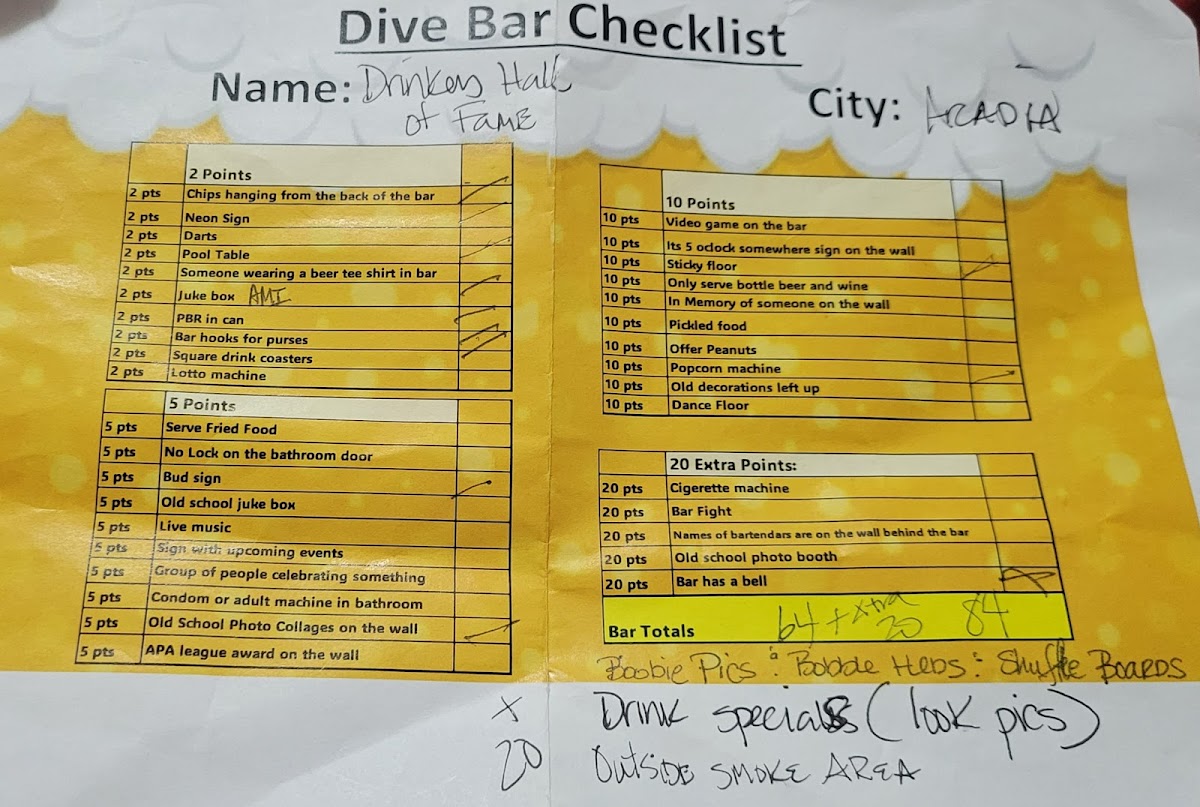 Dive Bar Checklist
Name: Drinkers Hall
of FAME
City: ARCADIA
2 Points
2 pts Chips hanging from the back of the bar
2 pts Neon Sign
2 pts Darts
2 pts Pool Table
2 pts Someone wearing a beer tee shirt in bar
2 pts Juke box AMI
2 pts PBR in can
2 pts Bar hooks for purses
2 pts Square drink coasters
2 pts Lotto machine
5 Points
5 pts Serve Fried Food
5 pts No Lock on the bathroom door
5 pts Bud sign
5 pts Old school juke box
5 pts Live music
5 pts Sign with upcoming events
5 pts Group of people celebrating something
5 pts Condom or adult machine in bathroom
5 pts Old School Photo Collages on the wall
5 pts APA league award on the wall
10 Points
10 pts Video game on the bar
10 pts Its 5 oclock somewhere sign on the wall
10 pts Sticky floor
10 pts Only serve bottle beer and wine
10 pts In Memory of someone on the wall
10 pts Pickled food
10 pts Offer Peanuts
10 pts Popcorn machine
10 pts Old decorations left up
10 pts Dance Floor
20 Extra Points:
20 pts Cigerette machine
20 pts Bar Fight
20 pts Names of bartendars are on the wall behind the bar
20 pts Old school photo booth
20 pts Bar has a bell
Bar Totals 64 + xtra 20 84
Boobie Pics : Bobble Heds : Shuffle BOARDS
+ Drink specials (look pics)
20 OutSIDE SMOKE AREA